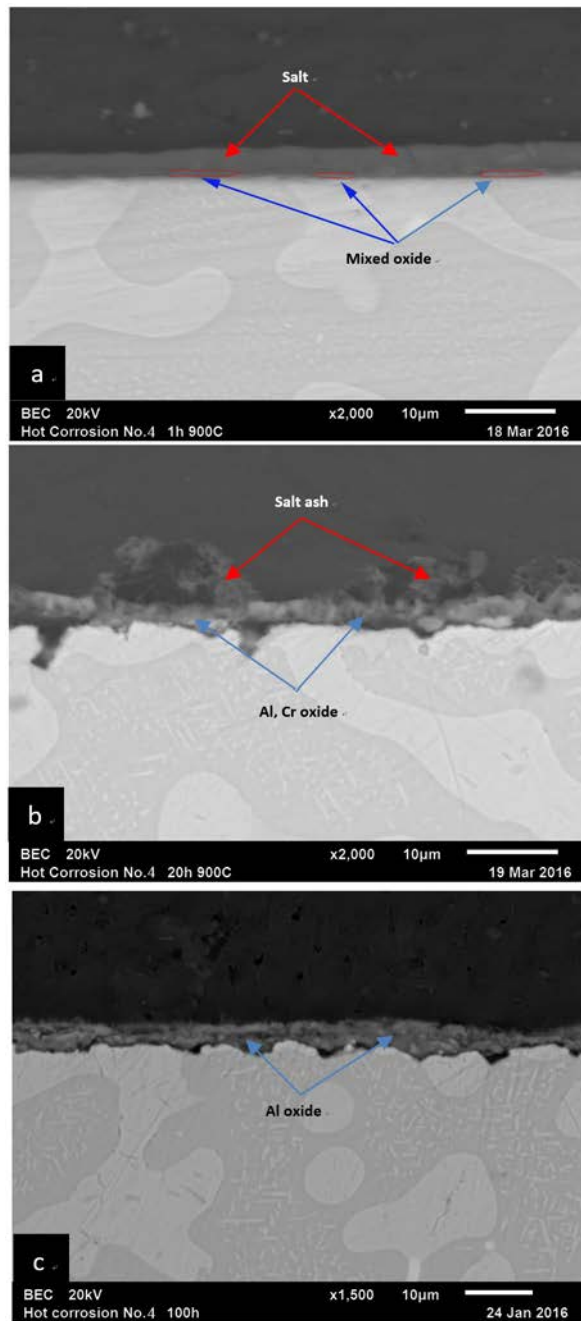 Salt
Mixed oxide
a
BEC 20kV x2,000 10μm
Hot Corrosion No.4 1h 900C 18 Mar 2016
Salt ash
Al, Cr oxide
b
BEC 20kV x2,000 10μm
Hot Corrosion No.4 20h 900C 19 Mar 2016
Al oxide
c
BEC 20kV x1,500 10μm
Hot corrosion No.4 100h 24 Jan 2016